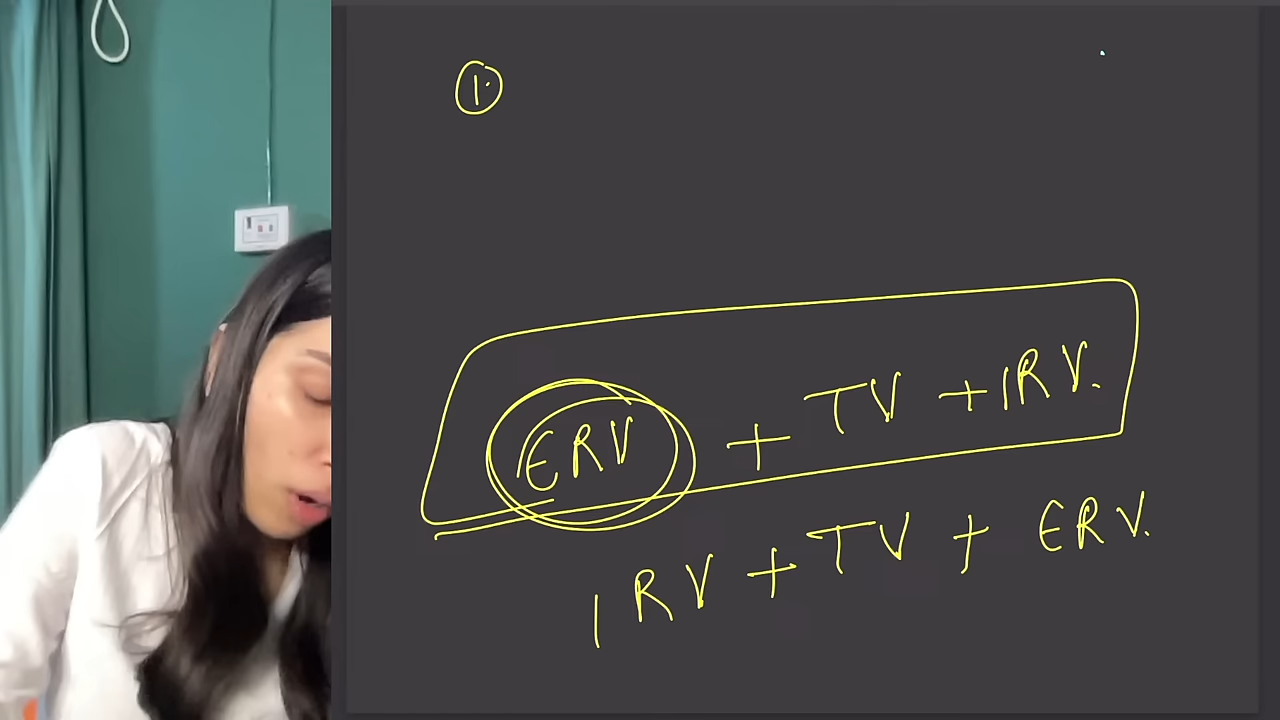 1.
ERV + TV + IRV.
IRV + TV + ERV.